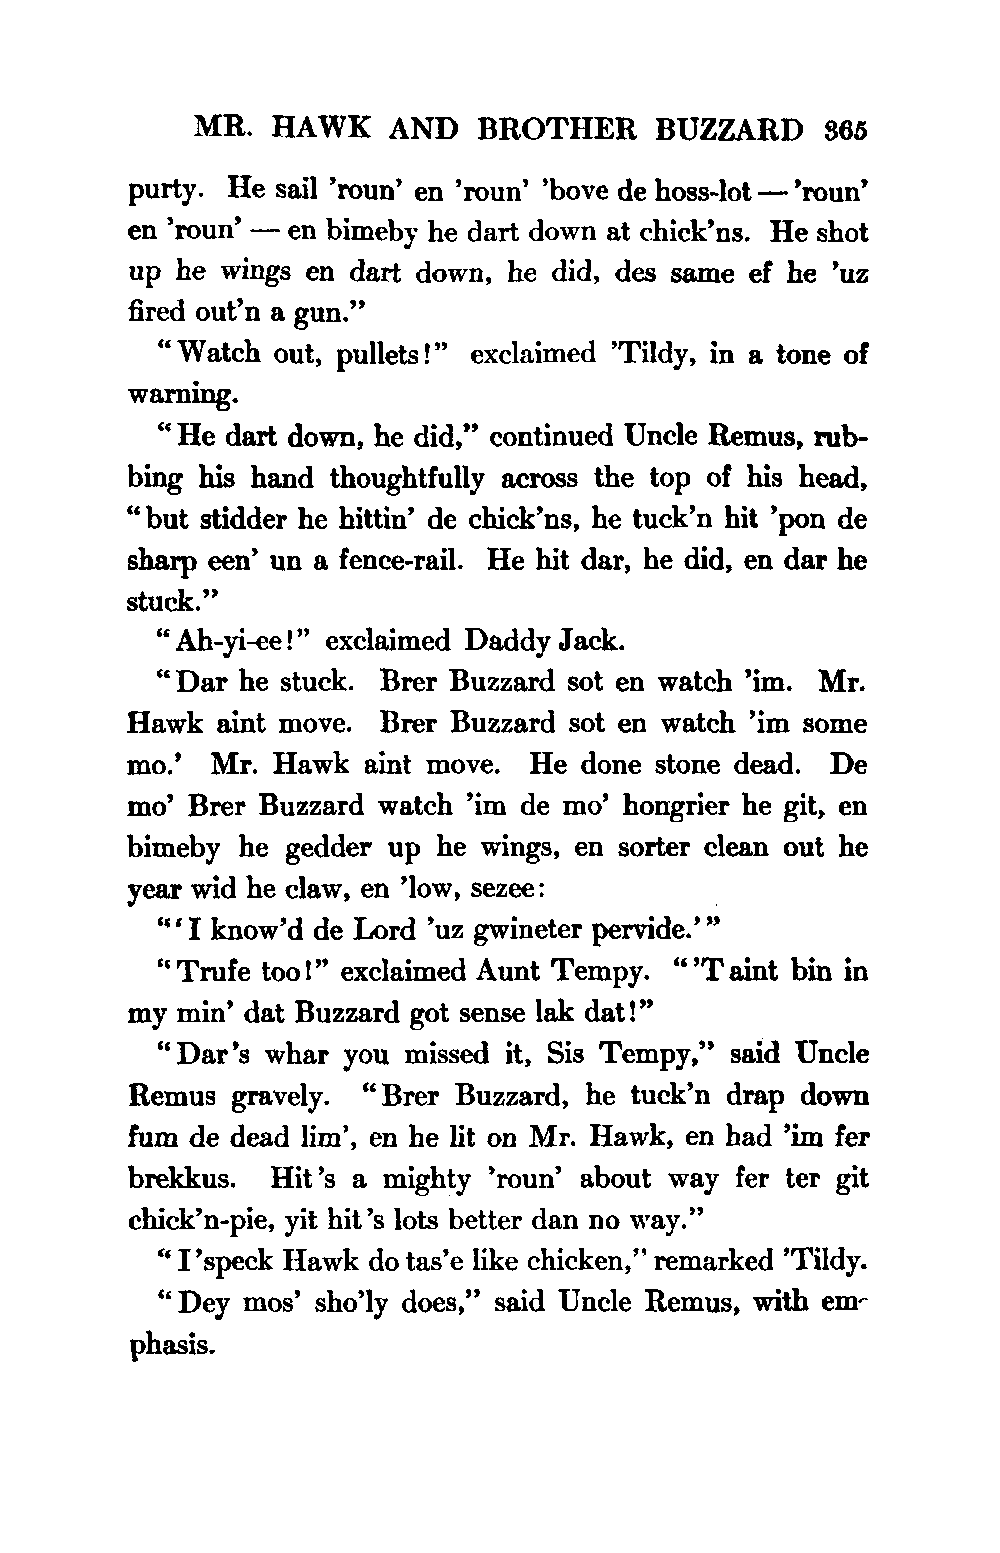 MR. HAWK AND BROTHER BUZZARD 365
purty. He sail ’roun’ en ’roun’ ’bove de hoss-lot — ’roun’
en ’roun’ — en bimeby he dart down at chick’ns. He shot
up he wings en dart down, he did, des same ef he ’uz
fired out’n a gun.”
“Watch out, pullets!” exclaimed ’Tildy, in a tone of
warning.
“He dart down, he did,” continued Uncle Remus, rub-
bing his hand thoughtfully across the top of his head,
“but stidder he hittin’ de chick’ns, he tuck’n hit ’pon de
sharp een’ un a fence-rail. He hit dar, he did, en dar he
stuck.”
“Ah-yi-ee!” exclaimed Daddy Jack.
“Dar he stuck. Brer Buzzard sot en watch ’im. Mr.
Hawk aint move. Brer Buzzard sot en watch ’im some
mo.’ Mr. Hawk aint move. He done stone dead. De
mo’ Brer Buzzard watch ’im de mo’ hongrier he git, en
bimeby he gedder up he wings, en sorter clean out he
year wid he claw, en ’low, sezee:
“‘I know’d de Lord ’uz gwineter pervide.’”
“Trufe too!” exclaimed Aunt Tempy. “’T aint bin in
my min’ dat Buzzard got sense lak dat!”
“Dar’s whar you missed it, Sis Tempy,” said Uncle
Remus gravely. “Brer Buzzard, he tuck’n drap down
fum de dead lim’, en he lit on Mr. Hawk, en had ’im fer
brekkus. Hit’s a mighty ’roun’ about way fer ter git
chick’n-pie, yit hit’s lots better dan no way.”
“I’speck Hawk do tas’e like chicken,” remarked ’Tildy.
“Dey mos’ sho’ly does,” said Uncle Remus, with em-
phasis.